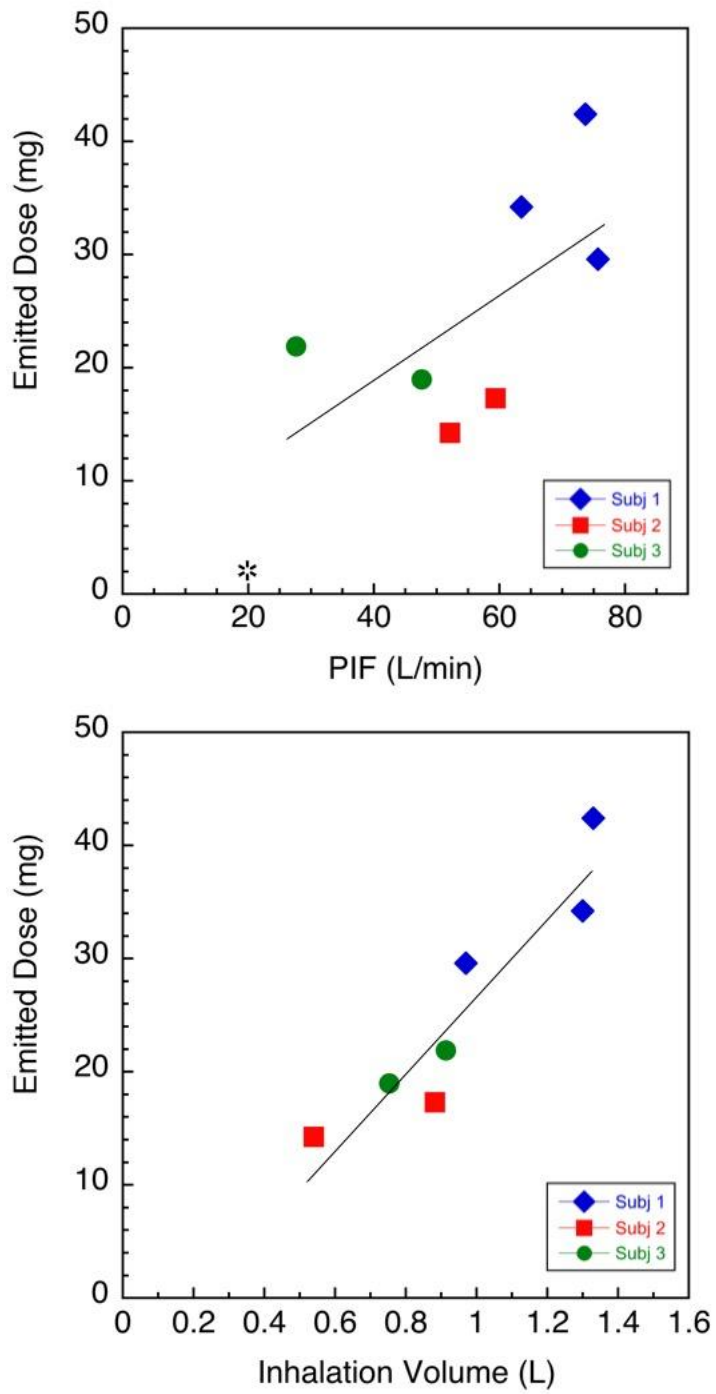 Emitted Dose (mg)
50
40
30
20
10
0
*
Subj 1
Subj 2
Subj 3
0 20 40 60 80
PIF (L/min)
Emitted Dose (mg)
50
40
30
20
10
0
Subj 1
Subj 2
Subj 3
0 0.2 0.4 0.6 0.8 1 1.2 1.4 1.6
Inhalation Volume (L)